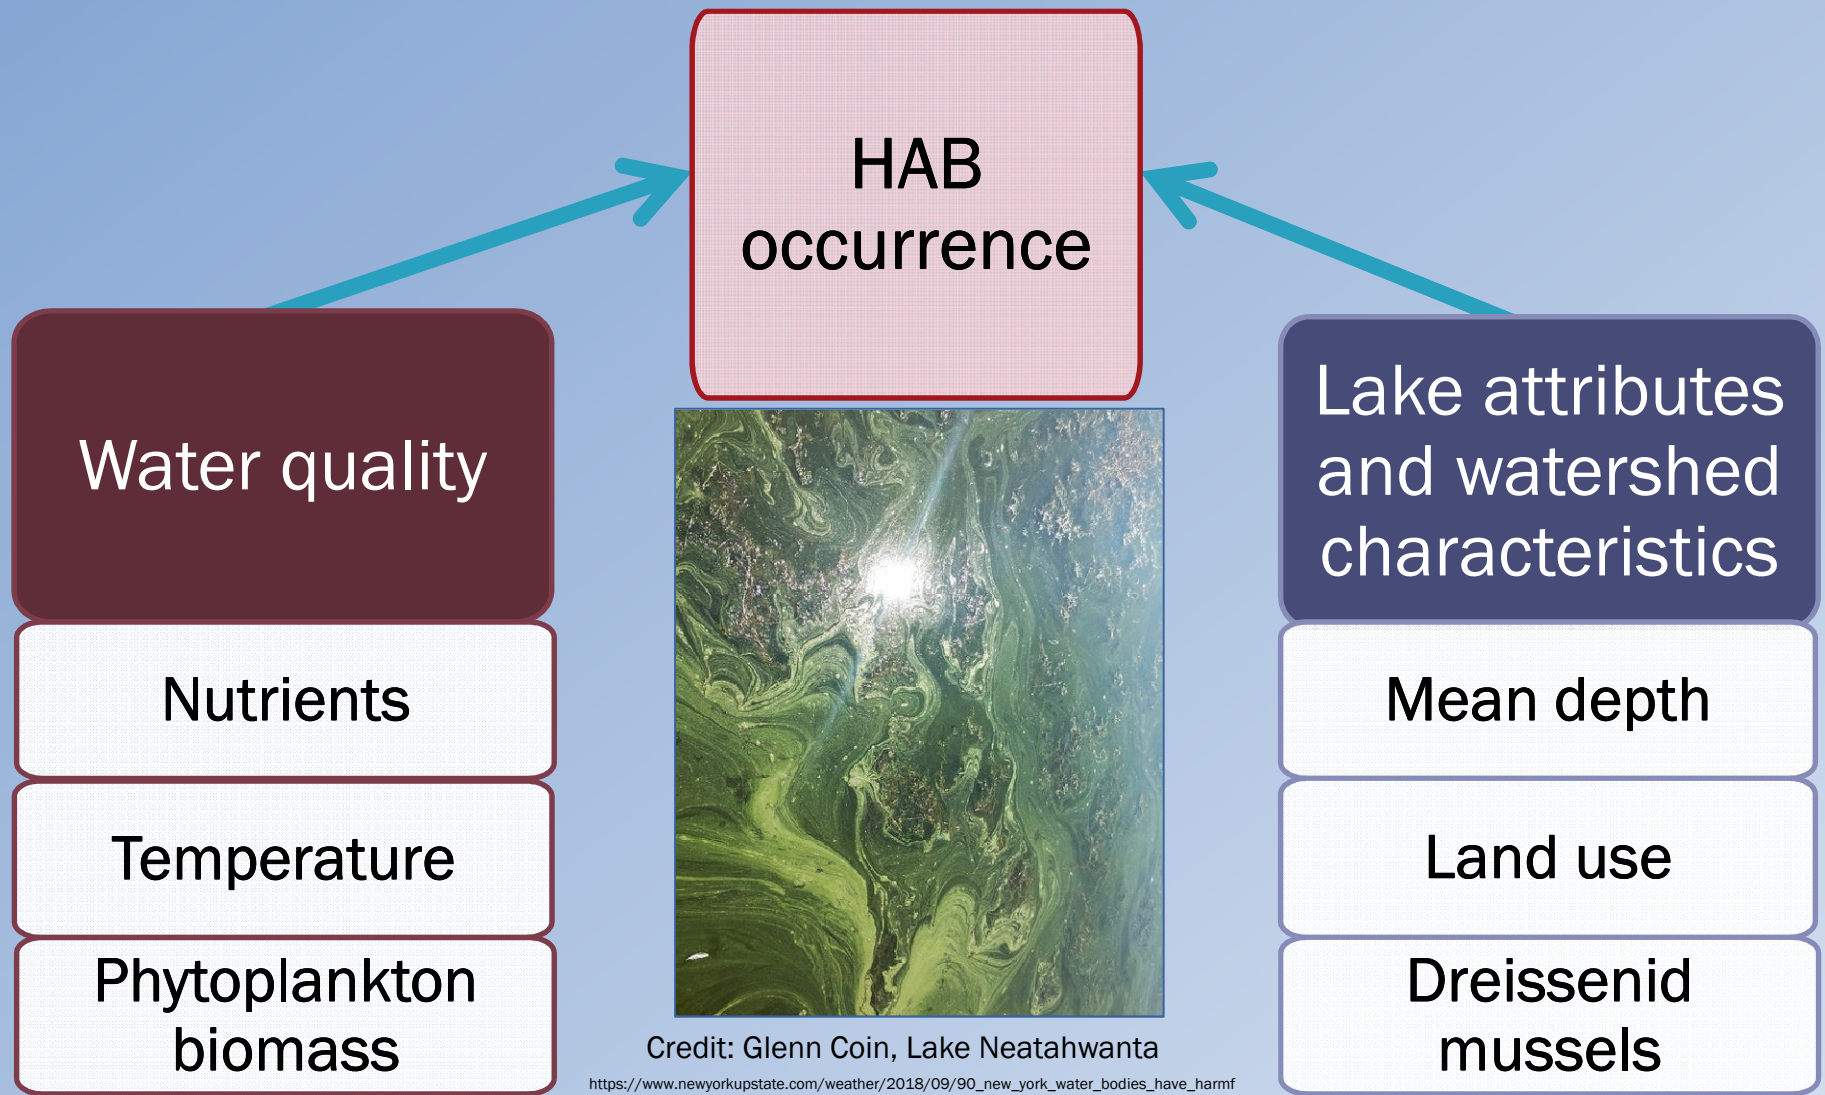 HAB
occurrence
Water quality
Nutrients
Temperature
Phytoplankton
biomass
Lake attributes
and watershed
characteristics
Mean depth
Land use
Dreissenid
mussels
Credit: Glenn Coin, Lake Neatahwanta
https://www.newyorkupstate.com/weather/2018/09/90_new_york_water_bodies_have_harmf